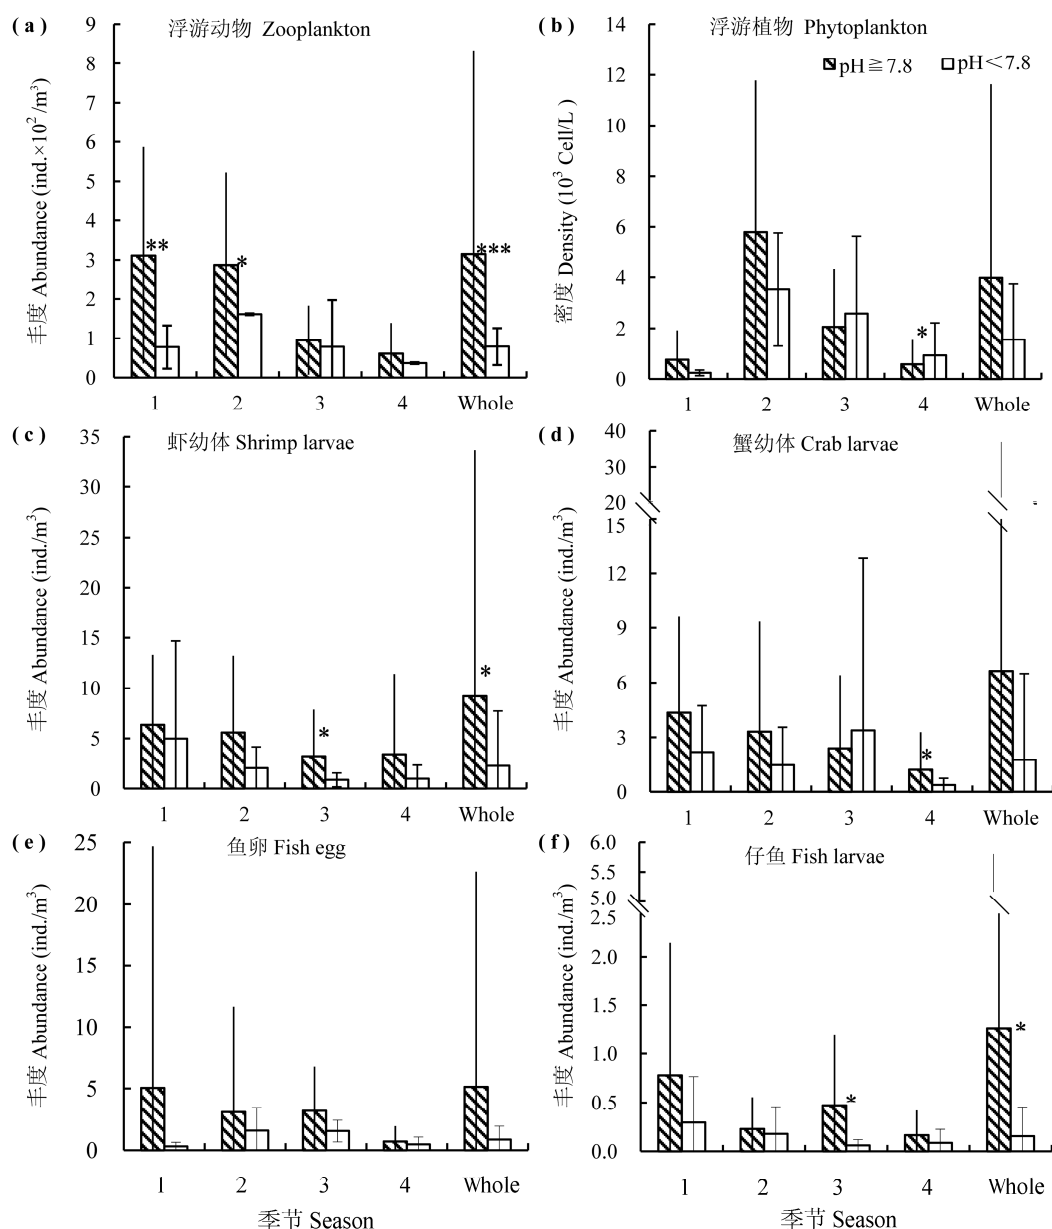 (a) 浮游动物 Zooplankton
丰度 Abundance (ind.×10² /m³)
9
8
7
6
5
4
3
2
1
0
**
*
***
1 2 3 4 Whole
(b) 浮游植物 Phytoplankton
pH≧7.8 pH<7.8
密度 Density (10³ Cell/L)
14
12
10
8
6
4
2
0
*
1 2 3 4 Whole
(c) 虾幼体 Shrimp larvae
丰度 Abundance (ind./m³)
35
30
25
20
15
10
5
0
*
*
1 2 3 4 Whole
(d) 蟹幼体 Crab larvae
丰度 Abundance (ind./m³)
40
30
20
15
12
9
6
3
0
*
1 2 3 4 Whole
(e) 鱼卵 Fish egg
丰度 Abundance (ind./m³)
25
20
15
10
5
0
1 2 3 4 Whole
季节 Season
(f) 仔鱼 Fish larvae
丰度 Abundance (ind./m³)
6.0
5.5
5.0
2.5
2.0
1.5
1.0
0.5
0.0
*
*
1 2 3 4 Whole
季节 Season